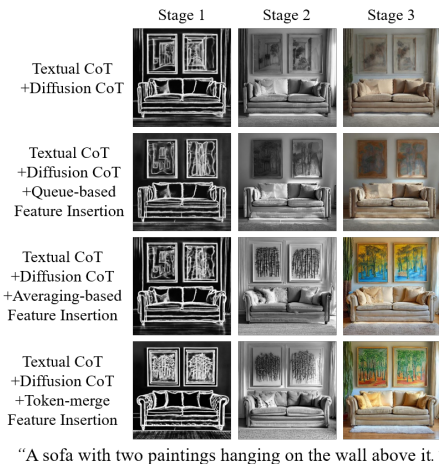 Stage 1
Stage 2
Stage 3
Textual CoT
+Diffusion CoT
Textual CoT
+Diffusion CoT
+Queue-based
Feature Insertion
Textual CoT
+Diffusion CoT
+Averaging-based
Feature Insertion
Textual CoT
+Diffusion CoT
+Token-merge
Feature Insertion
“A sofa with two paintings hanging on the wall above it.